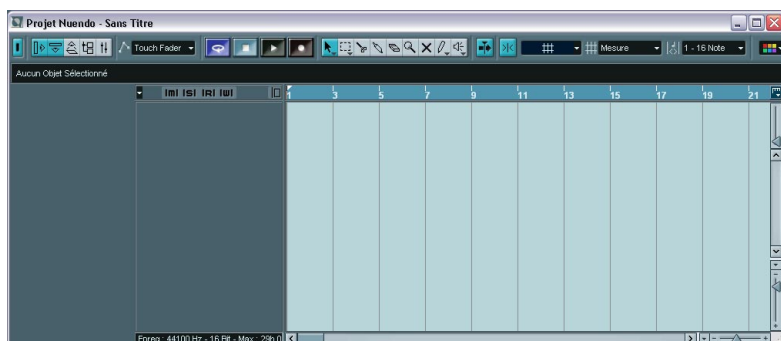 Projet Nuendo - Sans Titre
Touch Fader Mesure 1 - 16 Note
Aucun Objet Sélectionné
M S R W
1 3 5 7 9 11 13 15 17 19 21
Enreg : 44100 Hz - 16 Bit - Max : 29h 0